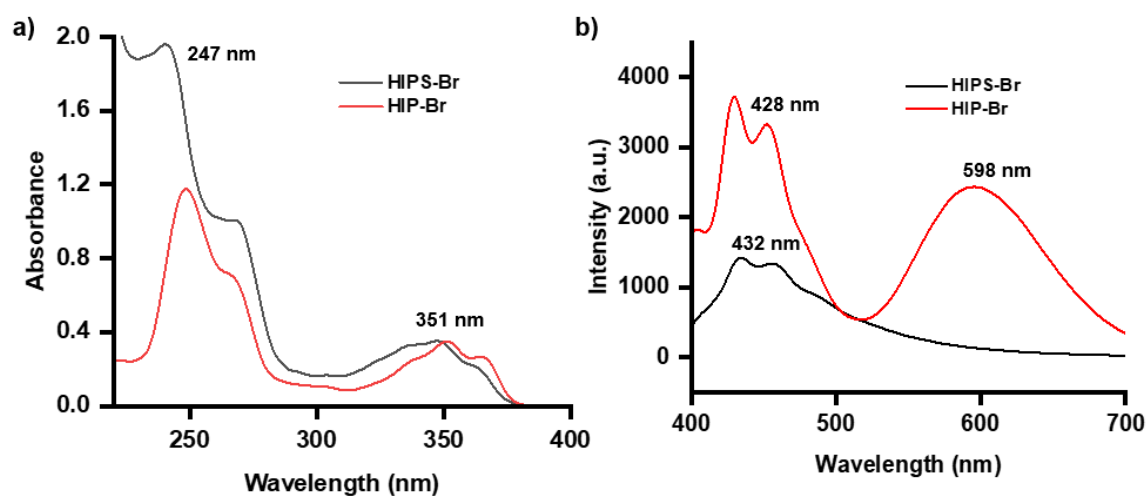 a)
2.0
1.6
1.2
0.8
0.4
0.0
Absorbance
247 nm
HIPS-Br
HIP-Br
351 nm
250
300
350
400
Wavelength (nm)
b)
4000
3000
2000
1000
0
Intensity (a.u.)
HIPS-Br
HIP-Br
428 nm
598 nm
432 nm
400
500
600
700
Wavelength (nm)